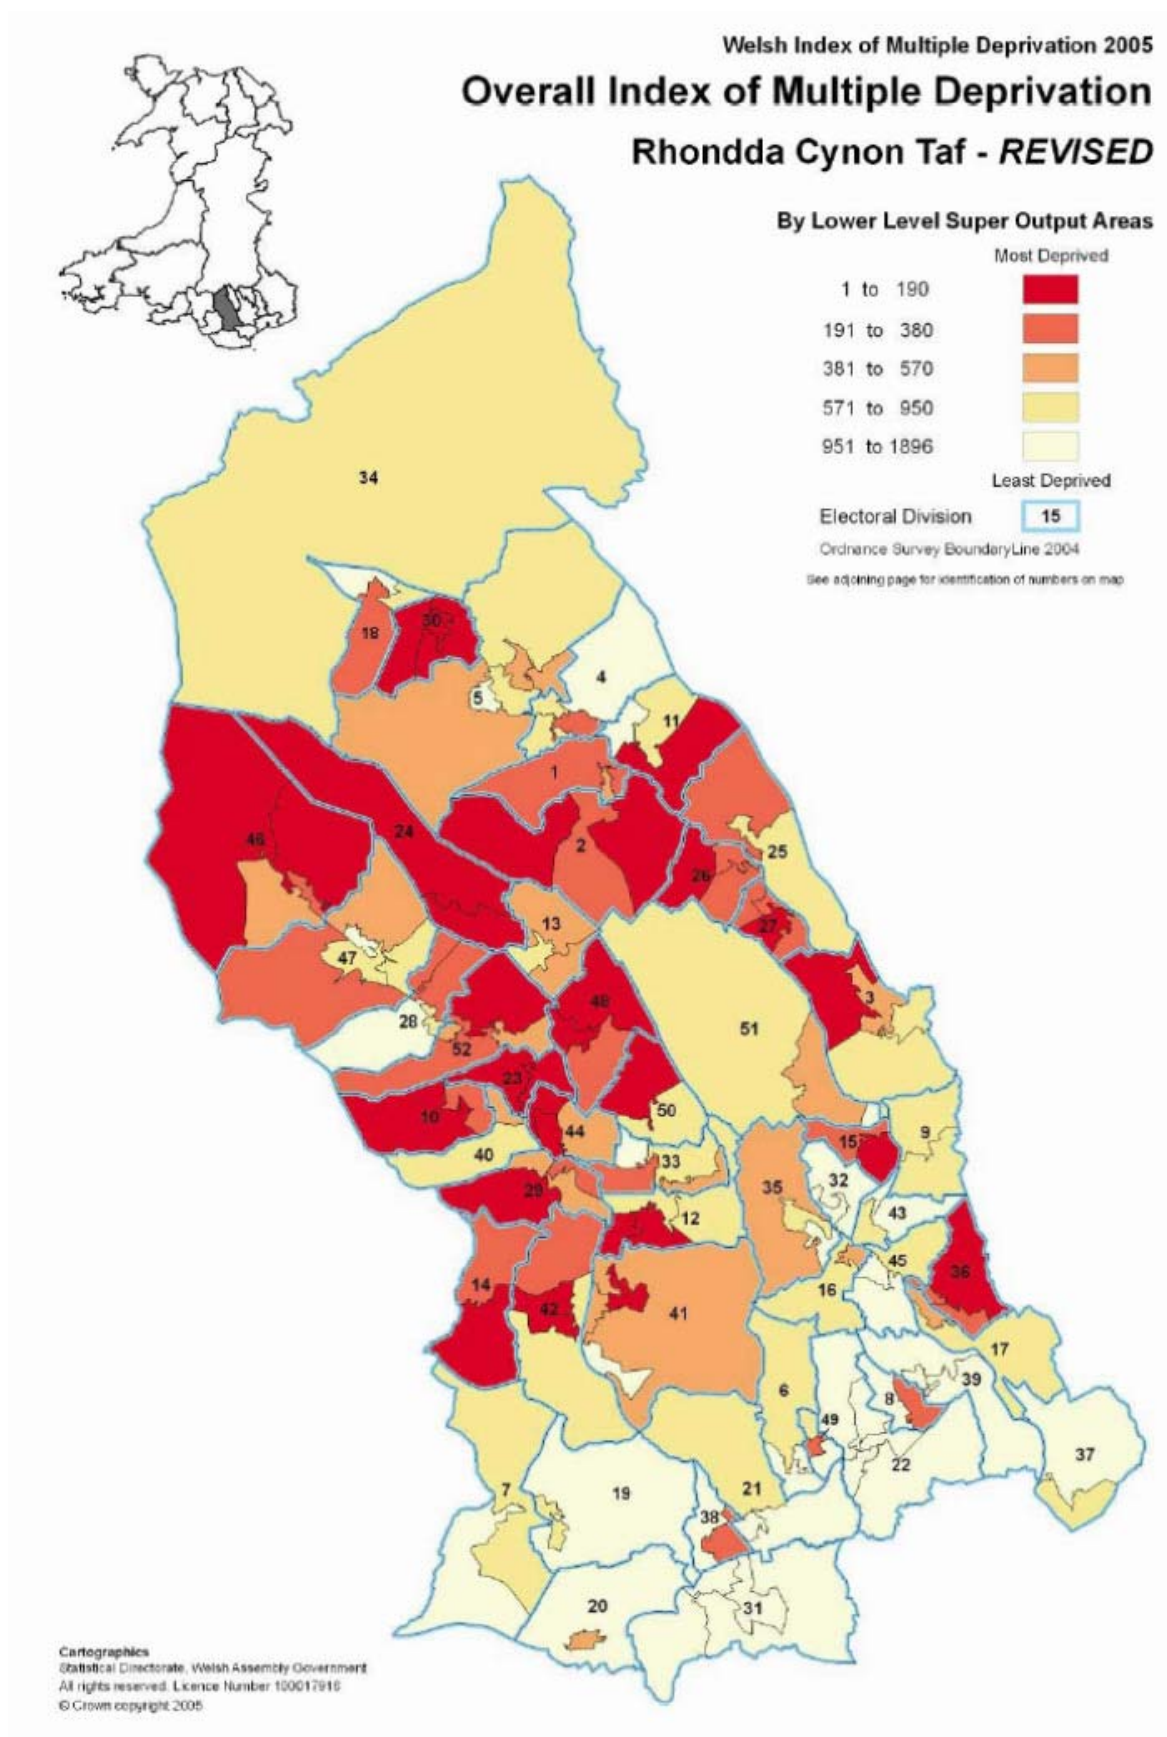 Welsh Index of Multiple Deprivation 2005
Overall Index of Multiple Deprivation
Rhondda Cynon Taf - REVISED
By Lower Level Super Output Areas
Most Deprived
1 to 190
191 to 380
381 to 570
571 to 950
951 to 1896
Least Deprived
Electoral Division 15
Ordnance Survey BoundaryLine 2004
See adjoining page for identification of numbers on map
34
30
18
4
5
11
1
24
46
2
25
26
13
27
47
3
48
28
51
52
23
50
10
44
9
15
40
33
32
29
35
12
43
45
36
14
16
42
41
17
39
6
8
49
37
22
7
21
19
38
20
31
Cartographics
Statistical Directorate, Welsh Assembly Government
All rights reserved. Licence Number 100017916
© Crown copyright 2005